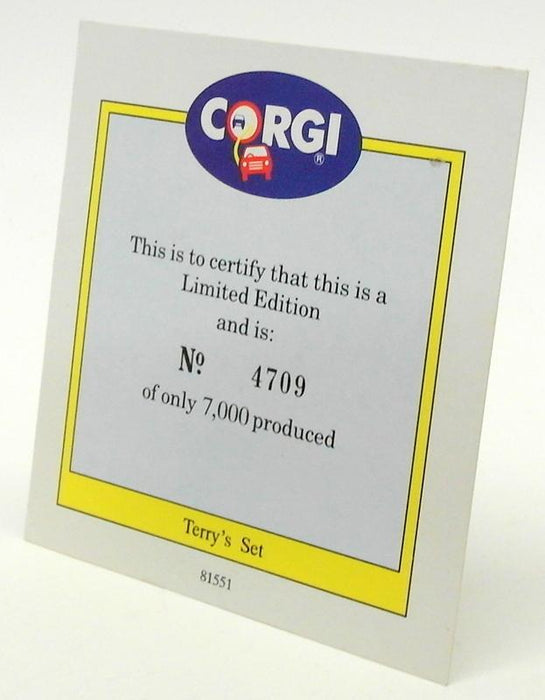 CORGI
®
This is to certify that this is a
Limited Edition
and is:
Nº 4709
of only 7,000 produced
Terry's Set
81551